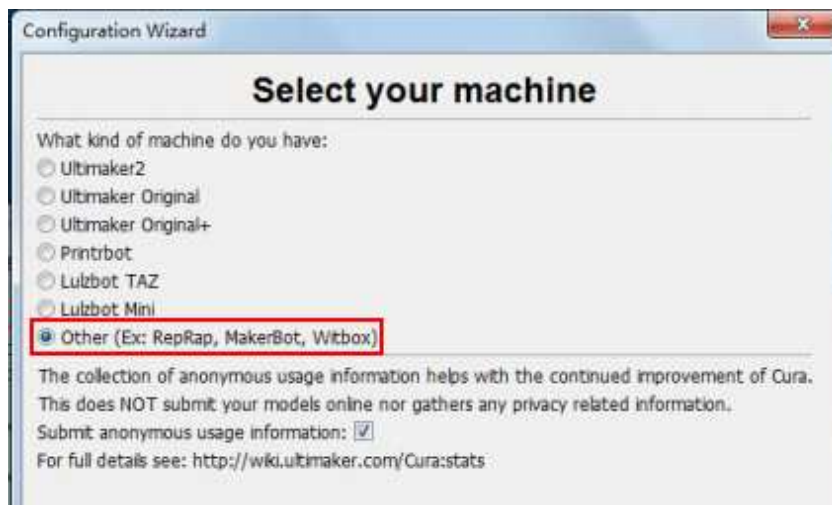 Configuration Wizard
Select your machine
What kind of machine do you have:
Ultimaker2
Ultimaker Original
Ultimaker Original+
Printrbot
Lulzbot TAZ
Lulzbot Mini
Other (Ex: RepRap, MakerBot, Witbox)
The collection of anonymous usage information helps with the continued improvement of Cura.
This does NOT submit your models online nor gathers any privacy related information.
Submit anonymous usage information:
For full details see: http://wiki.ultimaker.com/Cura:stats